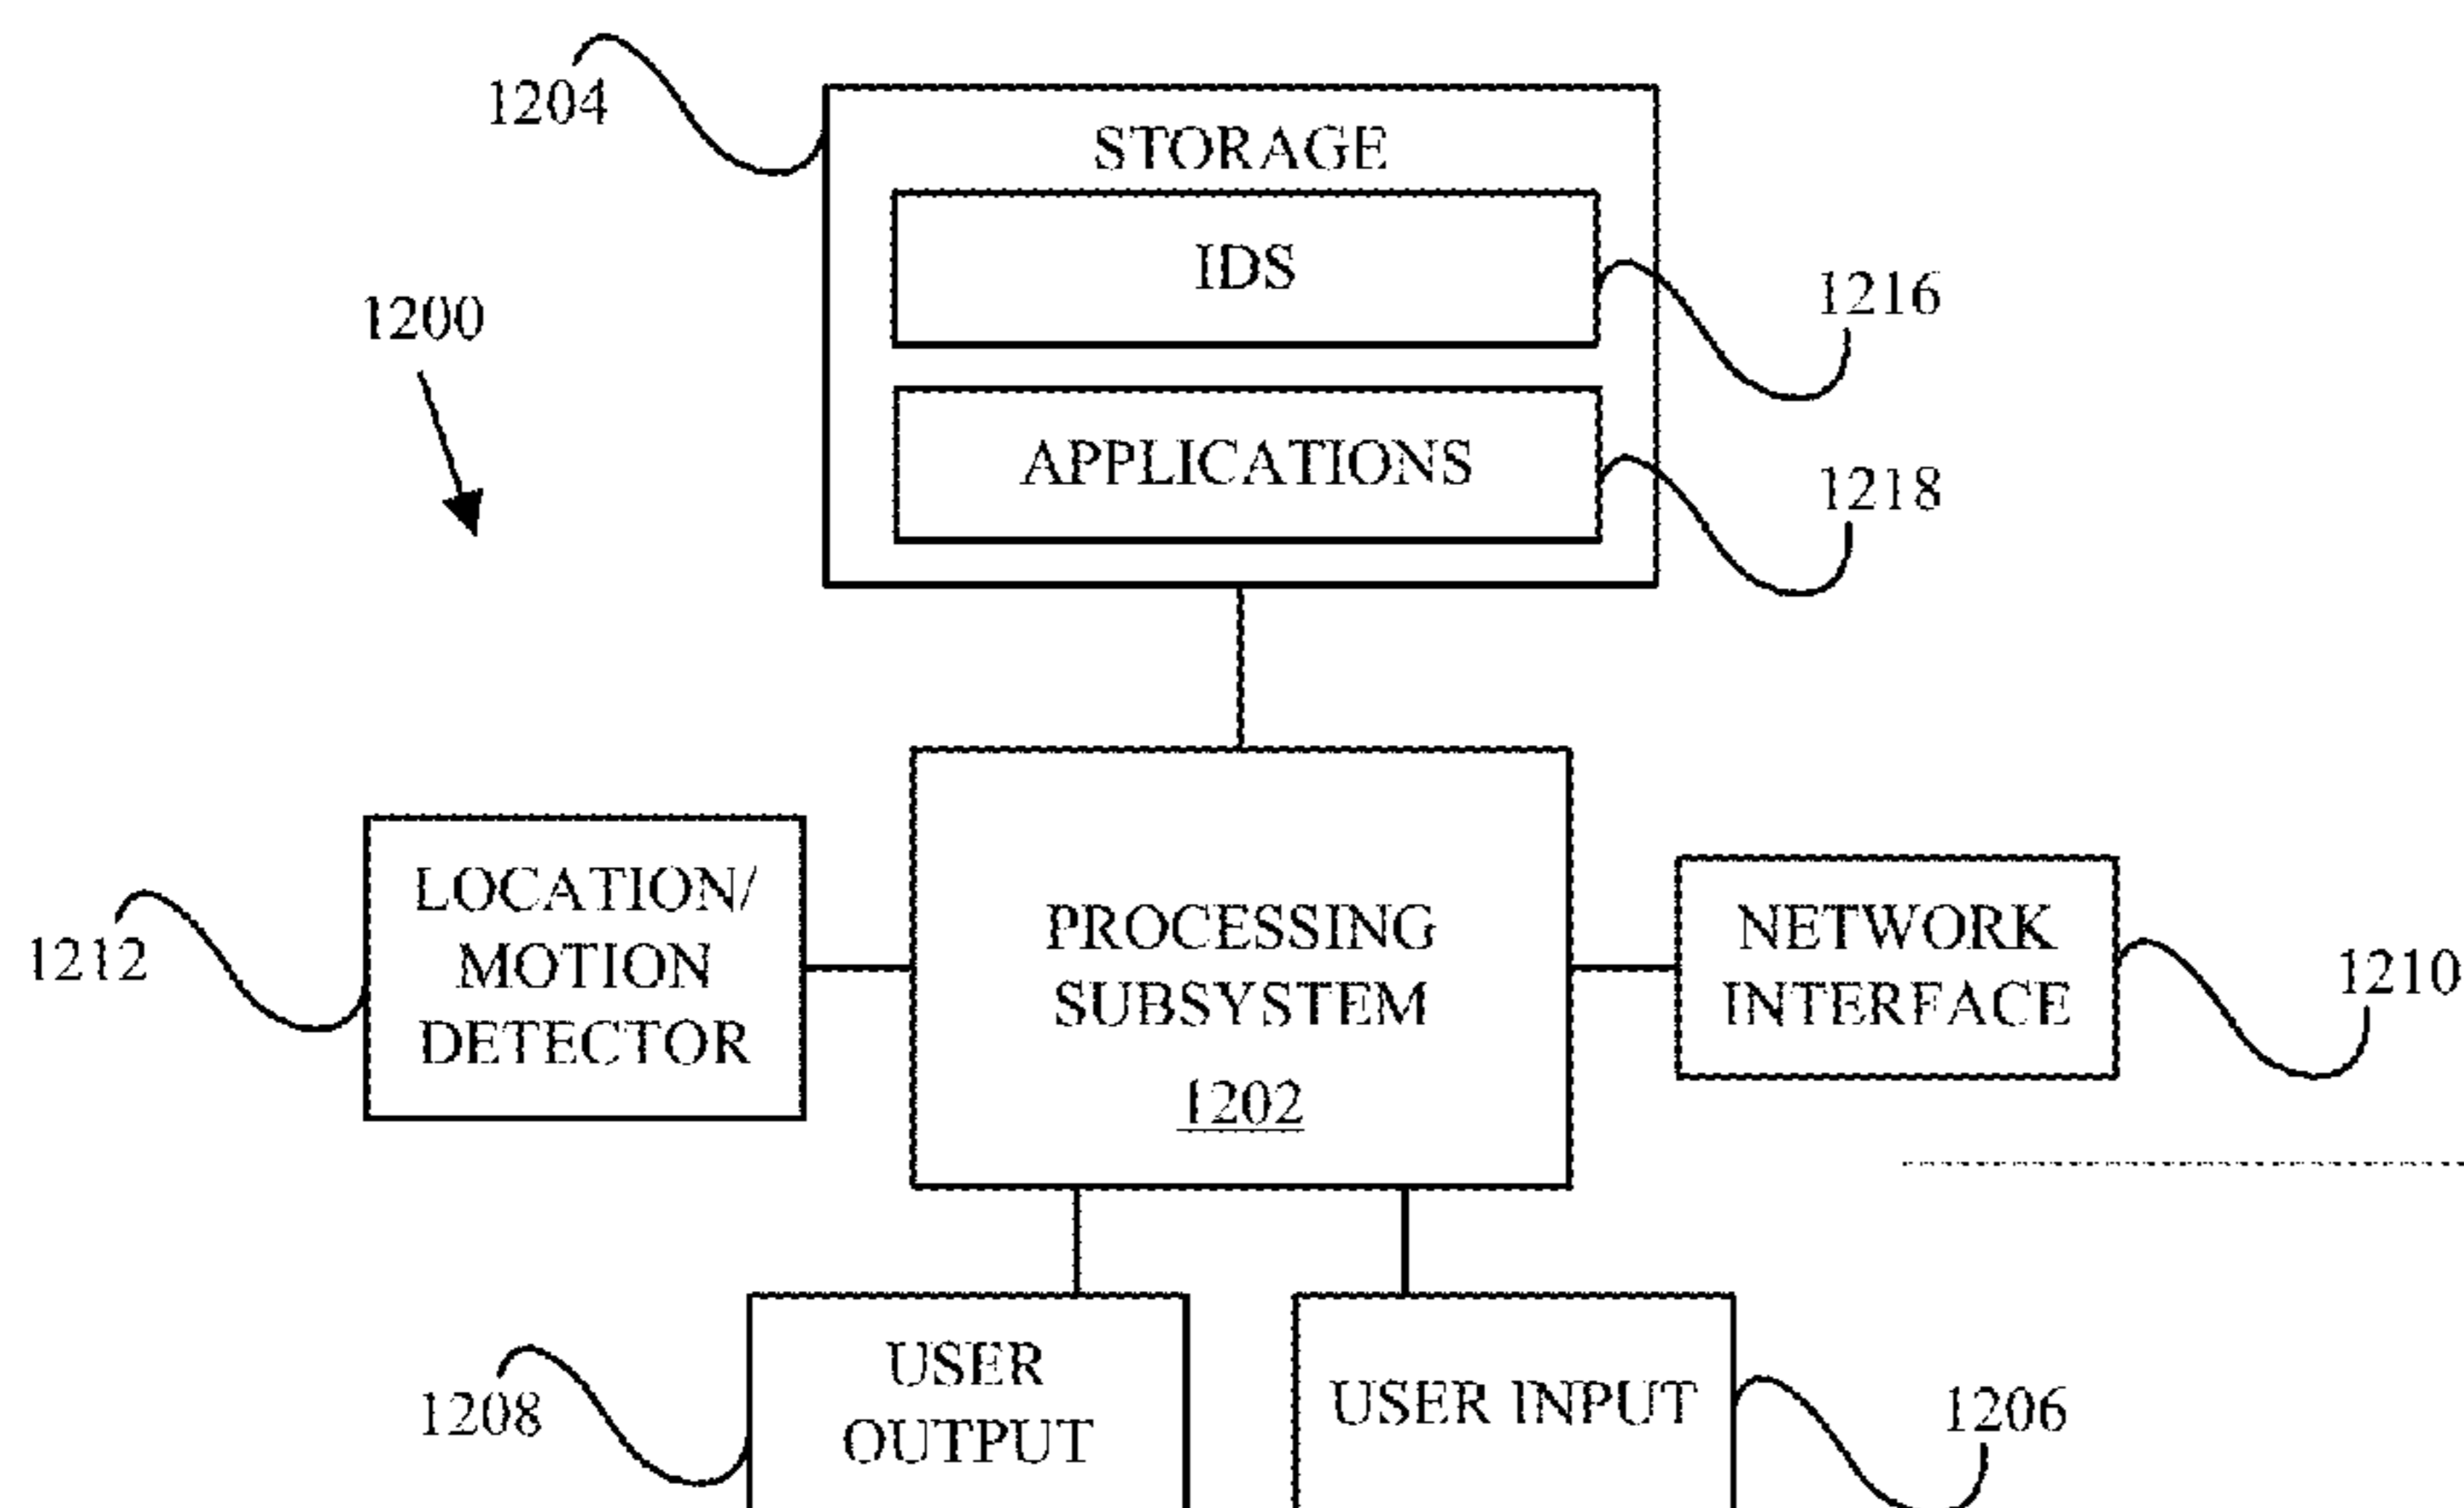 1204
STORAGE
IDS
1216
1200
APPLICATIONS
1218
LOCATION/
MOTION
DETECTOR
1212
PROCESSING
SUBSYSTEM
1202
NETWORK
INTERFACE
1210
USER
OUTPUT
1208
USER INPUT
1206